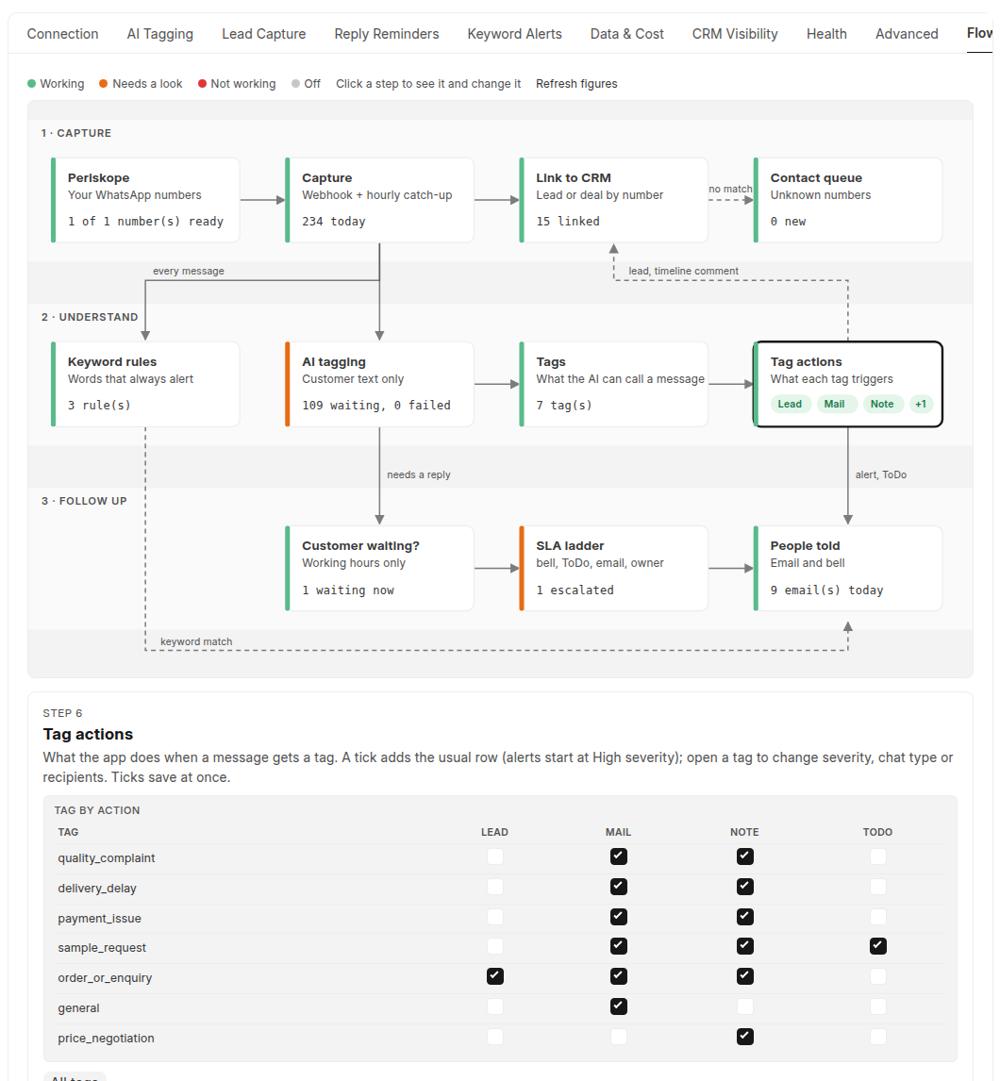 Connection AI Tagging Lead Capture Reply Reminders Keyword Alerts Data & Cost CRM Visibility Health Advanced
Working Needs a look Not working Off Click a step to see it and change it Refresh figures
1 · CAPTURE
Periskope
Your WhatsApp numbers
1 of 1 number(s) ready
Capture
Webhook + hourly catch-up
234 today
Link to CRM
Lead or deal by number
15 linked
no match
Contact queue
Unknown numbers
0 new
every message
lead, timeline comment
2 · UNDERSTAND
Keyword rules
Words that always alert
3 rule(s)
AI tagging
Customer text only
109 waiting, 0 failed
Tags
What the AI can call a message
7 tag(s)
Tag actions
What each tag triggers
Lead Mail Note +1
needs a reply
alert, ToDo
3 · FOLLOW UP
Customer waiting?
Working hours only
1 waiting now
SLA ladder
bell, ToDo, email, owner
1 escalated
People told
Email and bell
9 email(s) today
keyword match
STEP 6
Tag actions
What the app does when a message gets a tag. A tick adds the usual row (alerts start at High severity); open a tag to change severity, chat type or
recipients. Ticks save at once.
TAG BY ACTION
TAG LEAD MAIL NOTE TODO
quality_complaint
delivery_delay
payment_issue
sample_request
order_or_enquiry
general
price_negotiation